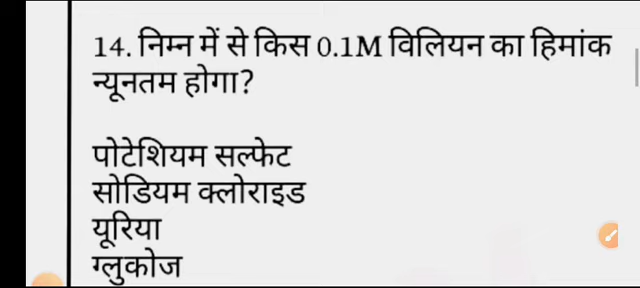 14. निम्न में से किस 0.1M विलियन का हिमांक
न्यूनतम होगा?
पोटेशियम सल्फेट
सोडियम क्लोराइड
यूरिया
ग्लुकोज